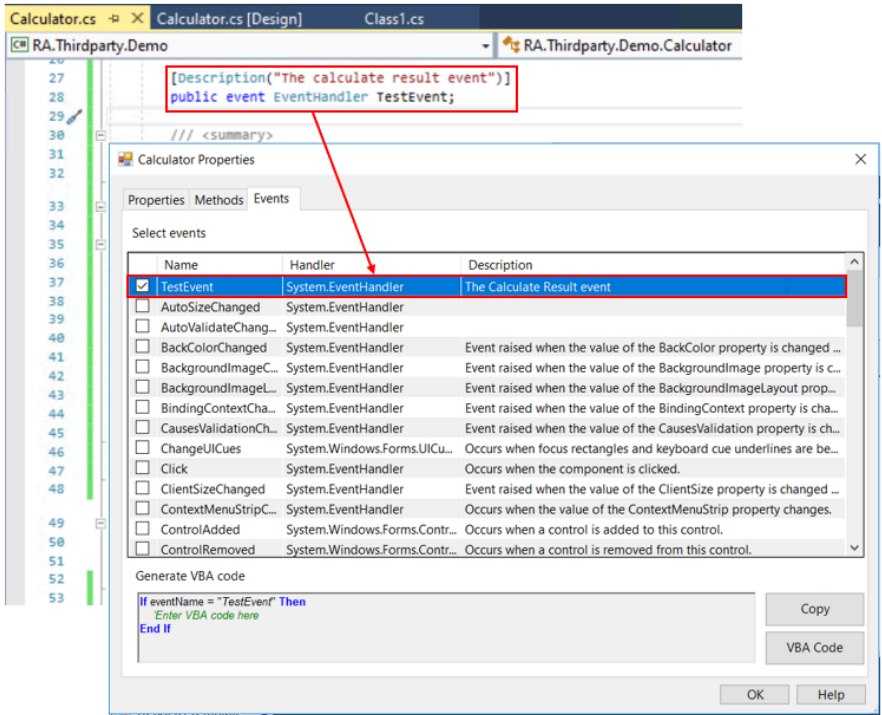 Calculator.cs Calculator.cs [Design] Class1.cs
C# RA.Thirdparty.Demo RA.Thirdparty.Demo.Calculator
27 [Description("The calculate result event")]
28 public event EventHandler TestEvent;
29
30 /// <summary>
31
32
33
34
35
36
37
38
39
40
41
42
43
44
45
46
47
48
49
50
51
52
53
Calculator Properties
Properties Methods Events
Select events
Name Handler Description
TestEvent System.EventHandler The Calculate Result event
AutoSizeChanged System.EventHandler
AutoValidateChang... System.EventHandler
BackColorChanged System.EventHandler Event raised when the value of the BackColor property is changed ...
BackgroundImageC... System.EventHandler Event raised when the value of the BackgroundImage property is c...
BackgroundImageL... System.EventHandler Event raised when the value of the BackgroundImageLayout prop...
BindingContextCha... System.EventHandler Event raised when the value of the BindingContext property is cha...
CausesValidationCh... System.EventHandler Event raised when the value of the CausesValidation property is ch...
ChangeUICues System.Windows.Forms.UICu... Occurs when focus rectangles and keyboard cue underlines are be...
Click System.EventHandler Occurs when the component is clicked.
ClientSizeChanged System.EventHandler Event raised when the value of the ClientSize property is changed ...
ContextMenuStripC... System.EventHandler Occurs when the value of the ContextMenuStrip property changes.
ControlAdded System.Windows.Forms.Contr... Occurs when a control is added to this control.
ControlRemoved System.Windows.Forms.Contr... Occurs when a control is removed from this control.
Generate VBA code
If eventName = "TestEvent" Then
'Enter VBA code here
End If
Copy
VBA Code
OK Help